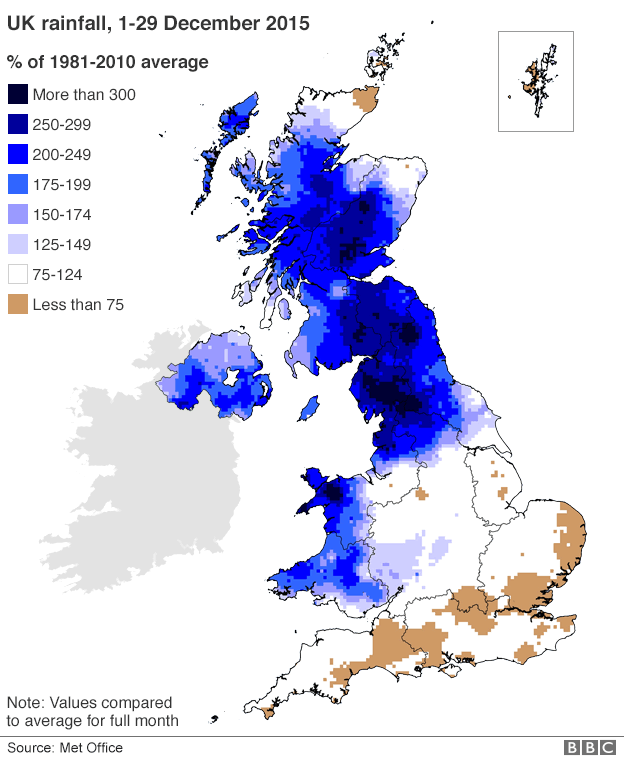 UK rainfall, 1-29 December 2015
% of 1981-2010 average
More than 300
250-299
200-249
175-199
150-174
125-149
75-124
Less than 75
Note: Values compared
to average for full month
Source: Met Office
BBC